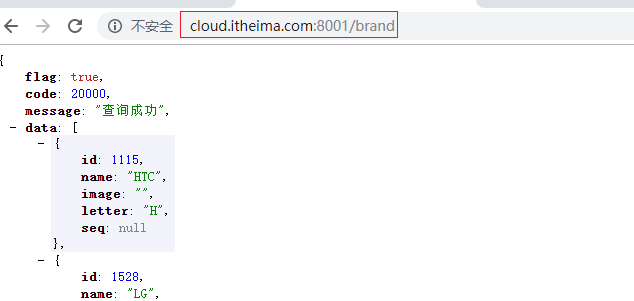 不安全 cloud.itheima.com:8001/brand
{
flag: true,
code: 20000,
message: "查询成功",
- data: [
- {
id: 1115,
name: "HTC",
image: "",
letter: "H",
seq: null
},
- {
id: 1528,
name: "LG",